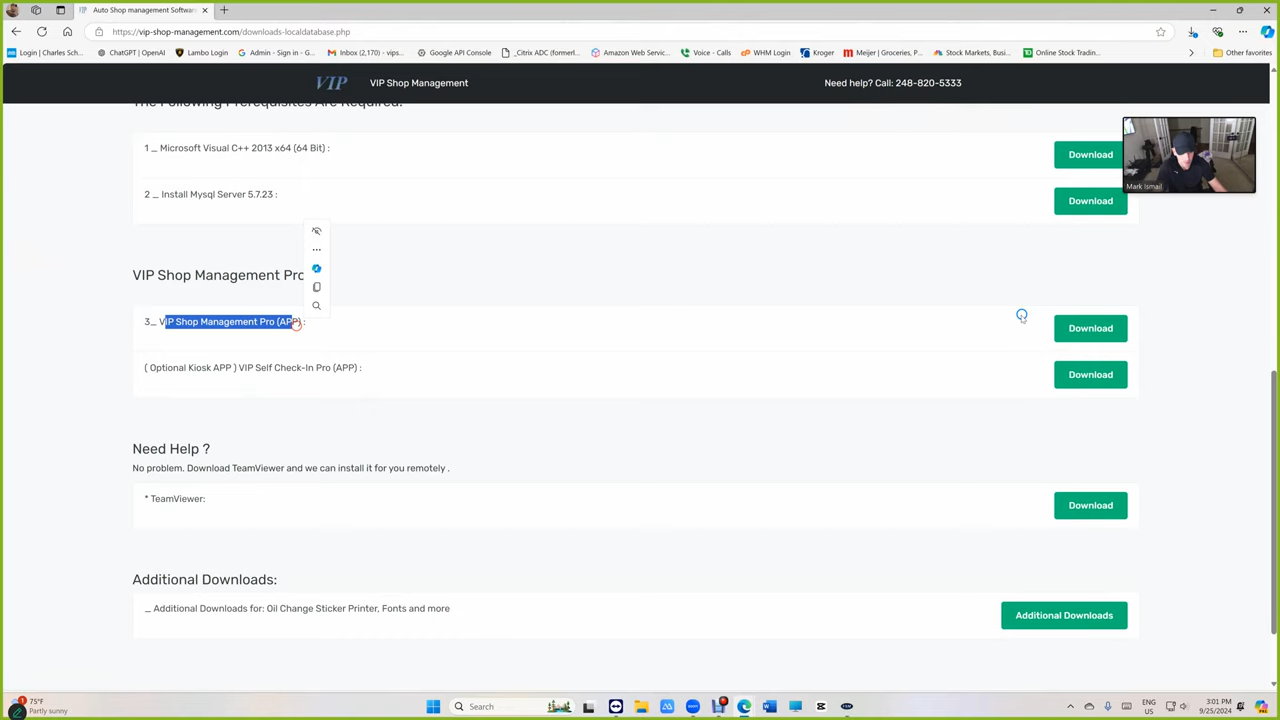 Auto Shop management Softwar
https://vip-shop-management.com/downloads-localdatabase.php
Login | Charles Sch...
ChatGPT | OpenAI
Lambo Login
Admin - Sign in - G...
Inbox (2,170) - vips...
Google API Console
_Citrix ADC (formerl...
Amazon Web Servic...
Voice - Calls
WHM Login
Kroger
Meijer | Groceries, P...
Stock Markets, Busi...
Online Stock Tradin...
Other favorites
VIP
VIP Shop Management
Need help? Call: 248-820-5333
The Following Prerequisites Are Required:
1 _ Microsoft Visual C++ 2013 x64 (64 Bit) :
Download
Mark Ismail
2 _ Install Mysql Server 5.7.23 :
Download
VIP Shop Management Pro
3_ VIP Shop Management Pro (APP) :
Download
( Optional Kiosk APP ) VIP Self Check-In Pro (APP) :
Download
Need Help ?
No problem. Download TeamViewer and we can install it for you remotely .
* TeamViewer:
Download
Additional Downloads:
_ Additional Downloads for: Oil Change Sticker Printer, Fonts and more
Additional Downloads
75°F
Partly sunny
Search
ENG
US
3:01 PM
9/25/2024